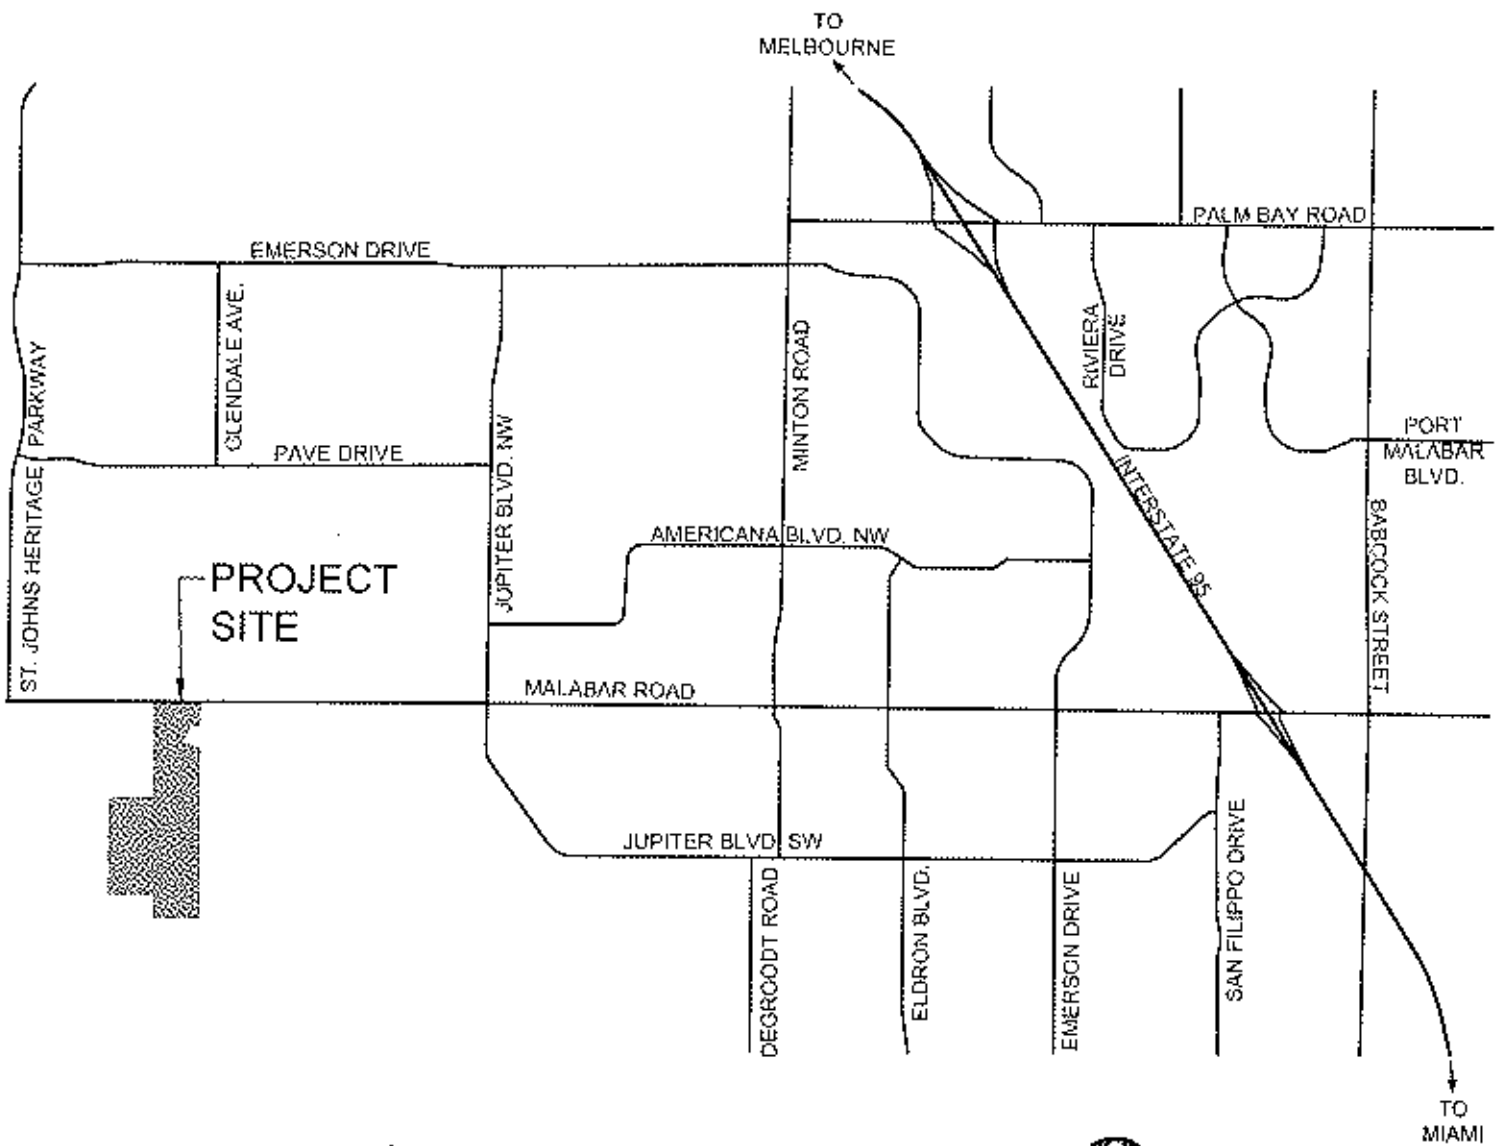 TO
MELBOURNE
PALM BAY ROAD
EMERSON DRIVE
GLENDALE AVE.
RIVIERA
DRIVE
MINTON ROAD
ST. JOHNS HERITAGE PARKWAY
JUPITER BLVD. NW
PAVE DRIVE
PORT
MALABAR
BLVD.
INTERSTATE 95
BABCOCK STREET
AMERICANA BLVD. NW
PROJECT
SITE
MALABAR ROAD
JUPITER BLVD. SW
DEGROODT ROAD
ELDRON BLVD.
EMERSON DRIVE
SAN FILIPPO DRIVE
TO
MIAMI